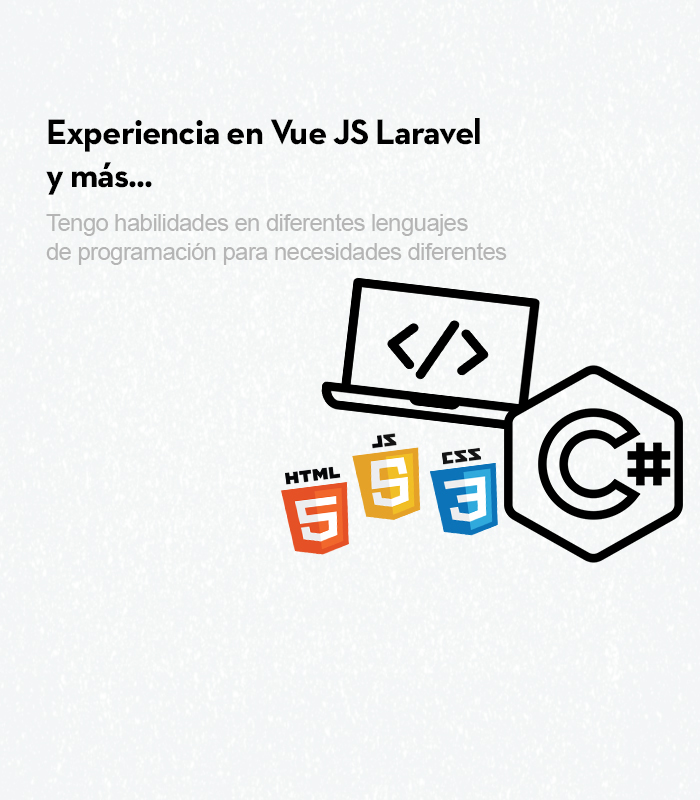 Experiencia en Vue JS Laravel
y más...
Tengo habilidades en diferentes lenguajes
de programación para necesidades diferentes
</>
JS
CSS
HTML
5
5
3
C#